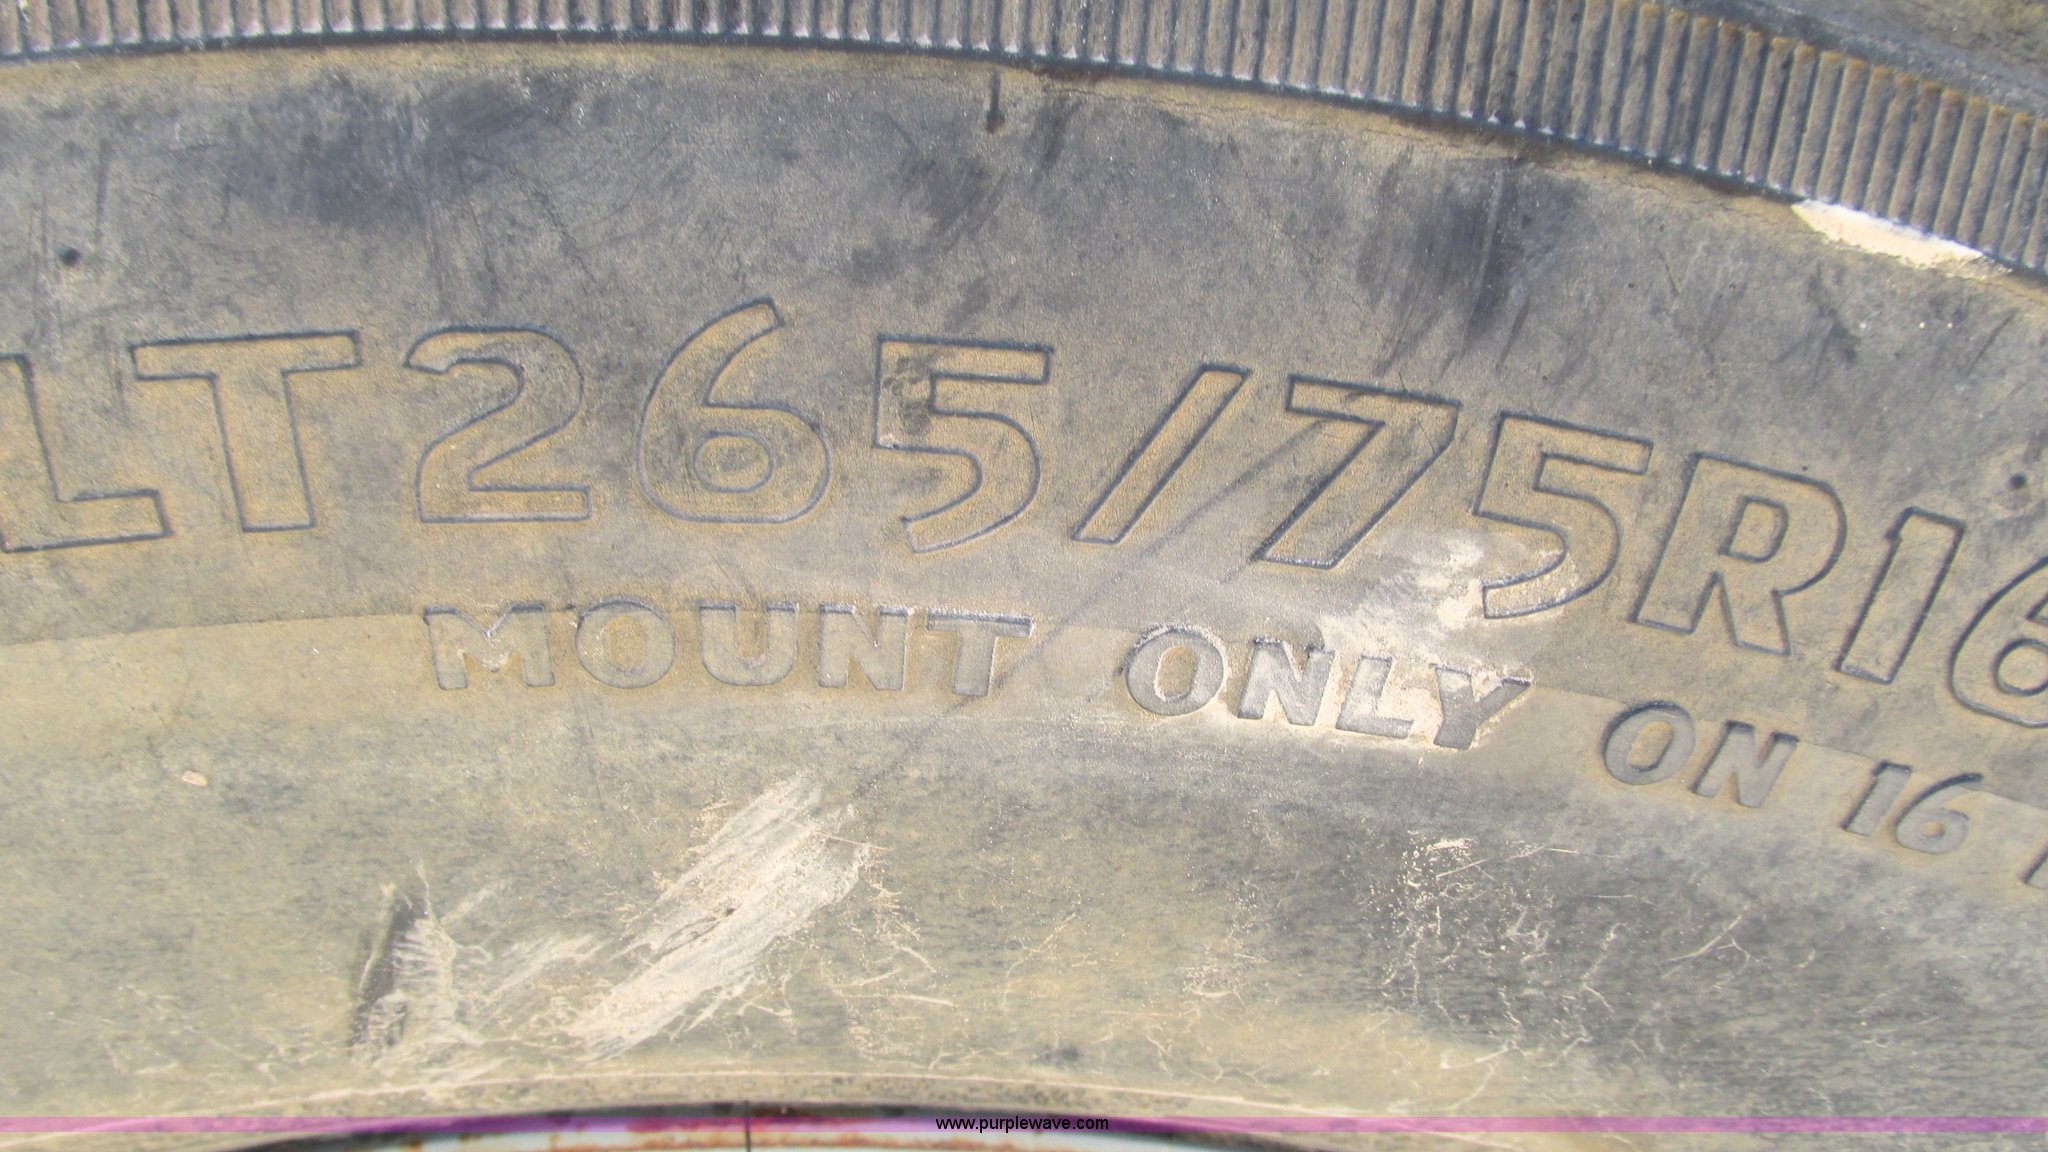 LT265/75R16
MOUNT ONLY ON 16
www.purplewave.com